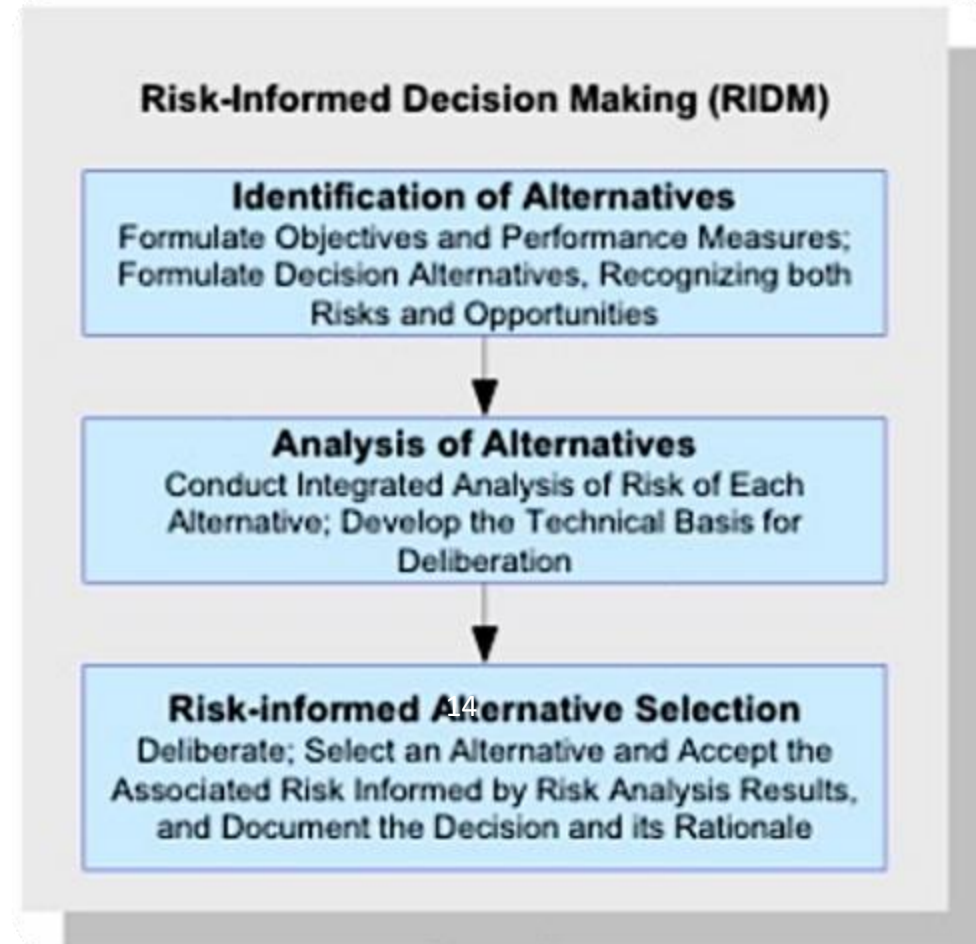 Risk-Informed Decision Making (RIDM)
Identification of Alternatives
Formulate Objectives and Performance Measures;
Formulate Decision Alternatives, Recognizing both
Risks and Opportunities
Analysis of Alternatives
Conduct Integrated Analysis of Risk of Each
Alternative; Develop the Technical Basis for
Deliberation
Risk-informed Alternative Selection
14
Deliberate; Select an Alternative and Accept the
Associated Risk Informed by Risk Analysis Results,
and Document the Decision and its Rationale